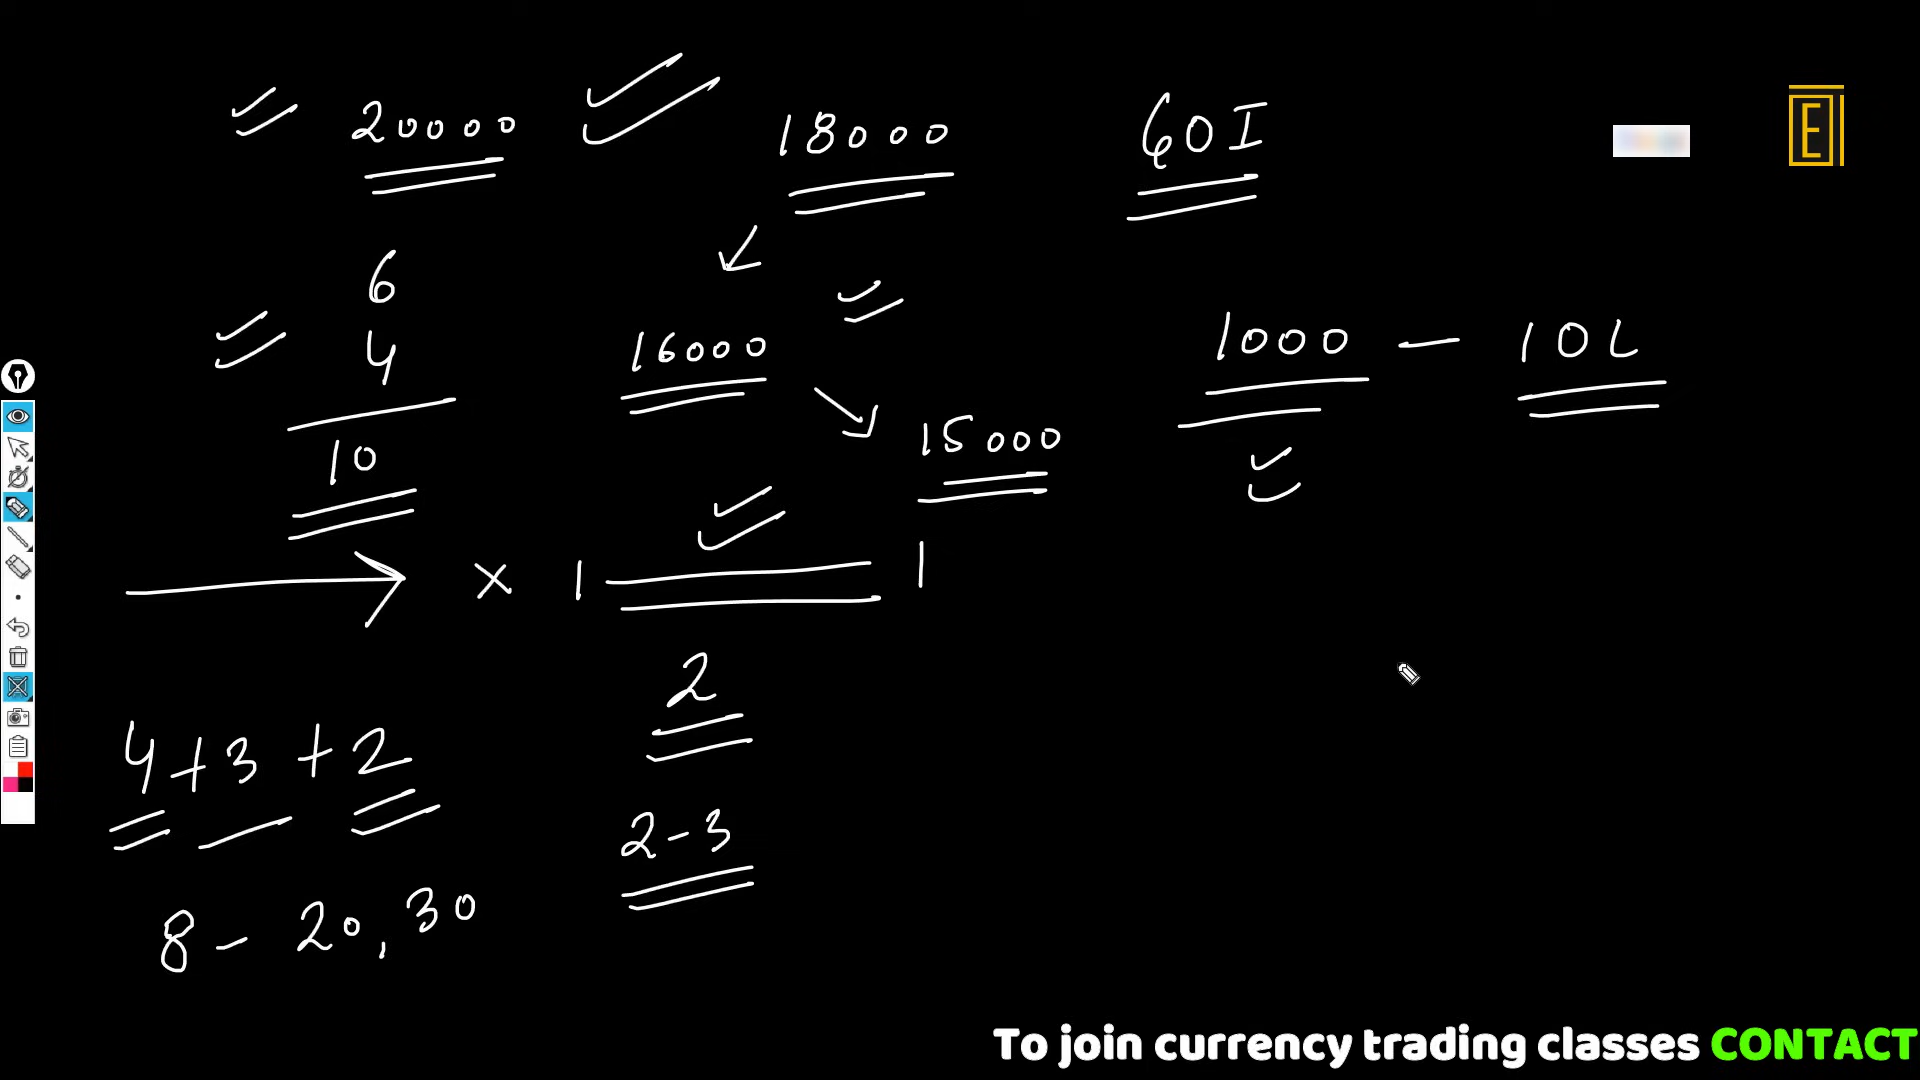 20000 18000 60I
E
6
4
16000
1000 - 10L
10
15000
x 1 1
2
4+3+2
2-3
8-20,30
To join currency trading classes CONTACT